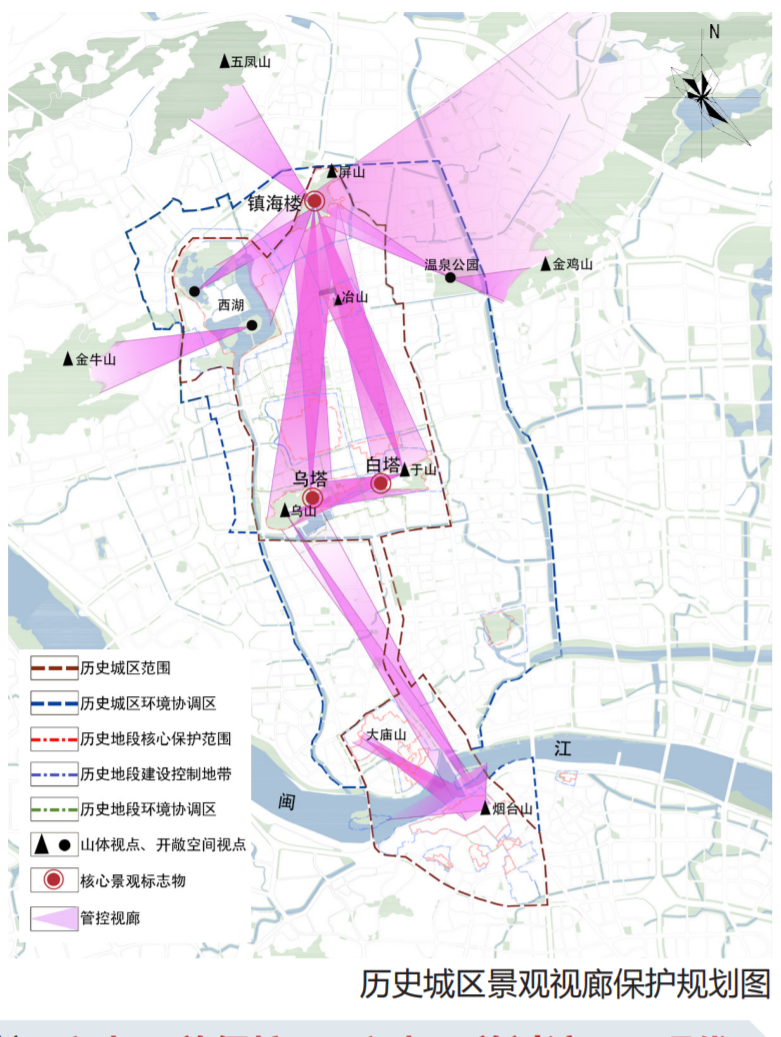 N
五凤山
屏山
镇海楼
温泉公园
金鸡山
西湖
冶山
金牛山
白塔
于山
乌塔
乌山
历史城区范围
历史城区环境协调区
历史地段核心保护范围
历史地段建设控制地带
历史地段环境协调区
山体视点、开敞空间视点
核心景观标志物
管控视廊
大庙山
江
闽
烟台山
历史城区景观视廊保护规划图